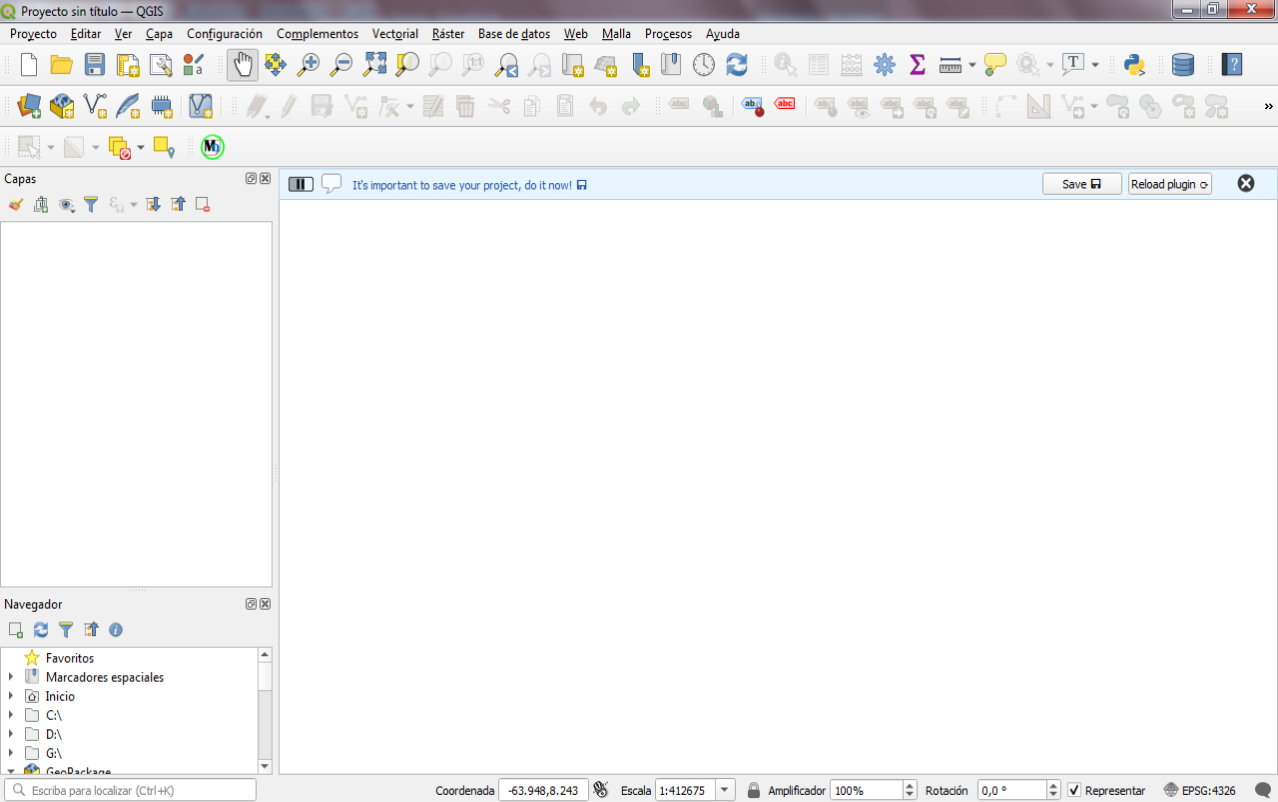 Proyecto sin título — QGIS
Proyecto Editar Ver Capa Configuración Complementos Vectorial Ráster Base de datos Web Malla Procesos Ayuda
Capas
It's important to save your project, do it now!
Save
Reload plugin
Navegador
Favoritos
Marcadores espaciales
Inicio
C:\
D:\
G:\
GeoPackage
Escriba para localizar (Ctrl+K)
Coordenada -63.948,8.243 Escala 1:412675 Amplificador 100% Rotación 0,0 ° Representar EPSG:4326